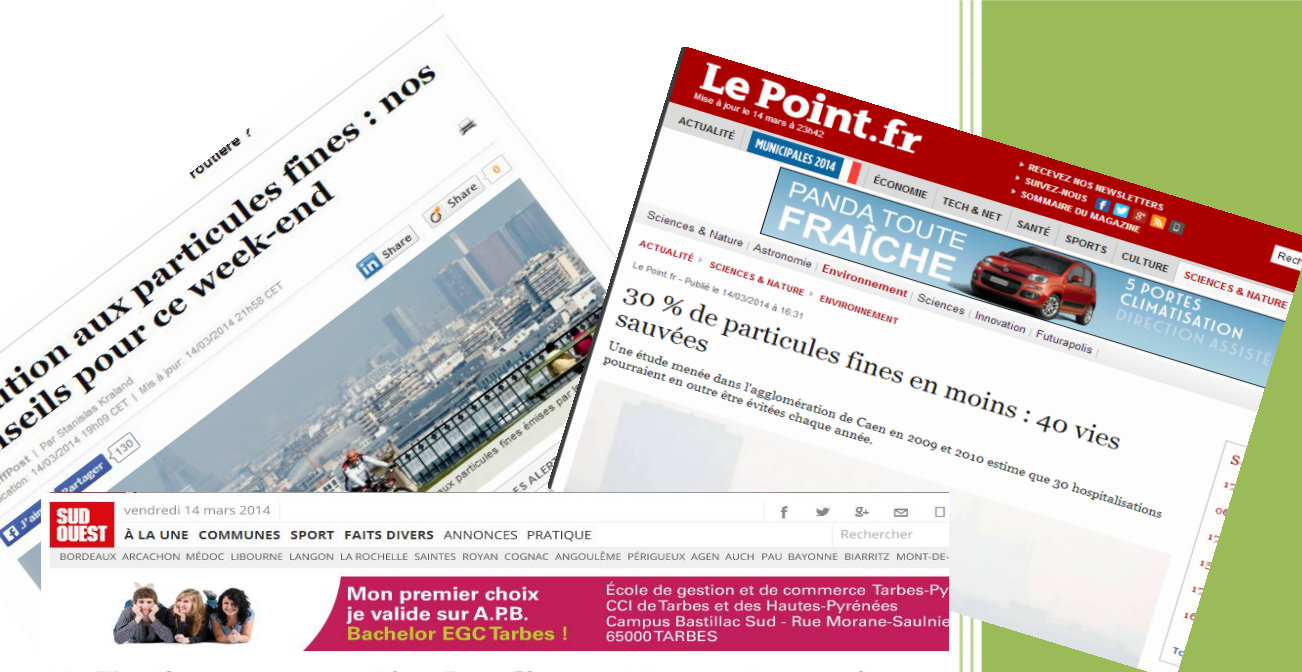 routière
ution aux particules fines : nos
seils pour ce week-end
Post | Par Stanislas Kraland
cation: 14/03/2014 19h09 CET | Mis à jour: 14/03/2014 21h58 CET
J'aim
Partager
130
Share
Share
0
aux particules fines émises par le
ES ALERT
Le Point.fr
Mise à jour le 14 mars à 23h42
RECEVEZ NOS NEWSLETTERS
SUIVEZ-NOUS
SOMMAIRE DU MAGAZINE
Rech
ACTUALITÉ MUNICIPALES 2014 ÉCONOMIE TECH & NET SANTÉ SPORTS CULTURE SCIENCES & NATURE
PANDA TOUTE
FRAÎCHE
5 PORTES
CLIMATISATION
DIRECTION ASSISTÉ
Sciences & Nature | Astronomie | Environnement | Sciences | Innovation | Futurapolis |
ACTUALITÉ SCIENCES & NATURE ENVIRONNEMENT
Le Point.fr - Publié le 14/03/2014 à 16:31
30 % de particules fines en moins : 40 vies
sauvées
Une étude menée dans l'agglomération de Caen en 2009 et 2010 estime que 30 hospitalisations
pourraient en outre être évitées chaque année.
SUD
OUEST
vendredi 14 mars 2014
À LA UNE COMMUNES SPORT FAITS DIVERS ANNONCES PRATIQUE
Rechercher
BORDEAUX ARCACHON MÉDOC LIBOURNE LANGON LA ROCHELLE SAINTES ROYAN COGNAC ANGOULÊME PÉRIGUEUX AGEN AUCH PAU BAYONNE BIARRITZ MONT-DE-
Mon premier choix
je valide sur A.P.B.
Bachelor EGC Tarbes !
École de gestion et de commerce Tarbes-Py
CCI de Tarbes et des Hautes-Pyrénées
Campus Bastillac Sud - Rue Morane-Saulnie
65000 TARBES